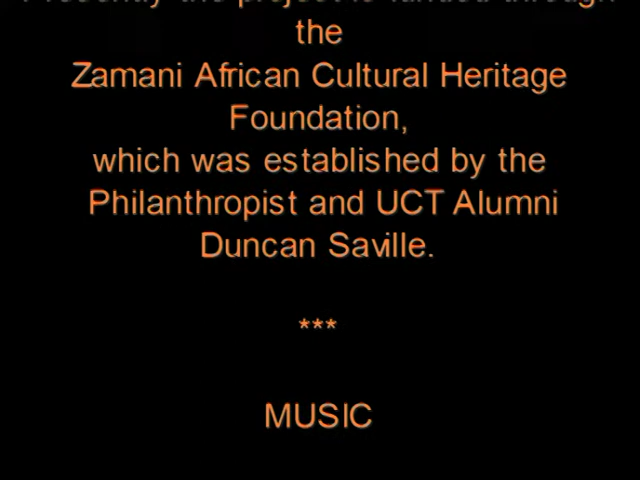 Presently the project is funded through
the
Zamani African Cultural Heritage
Foundation,
which was established by the
Philanthropist and UCT Alumni
Duncan Saville.
***
MUSIC